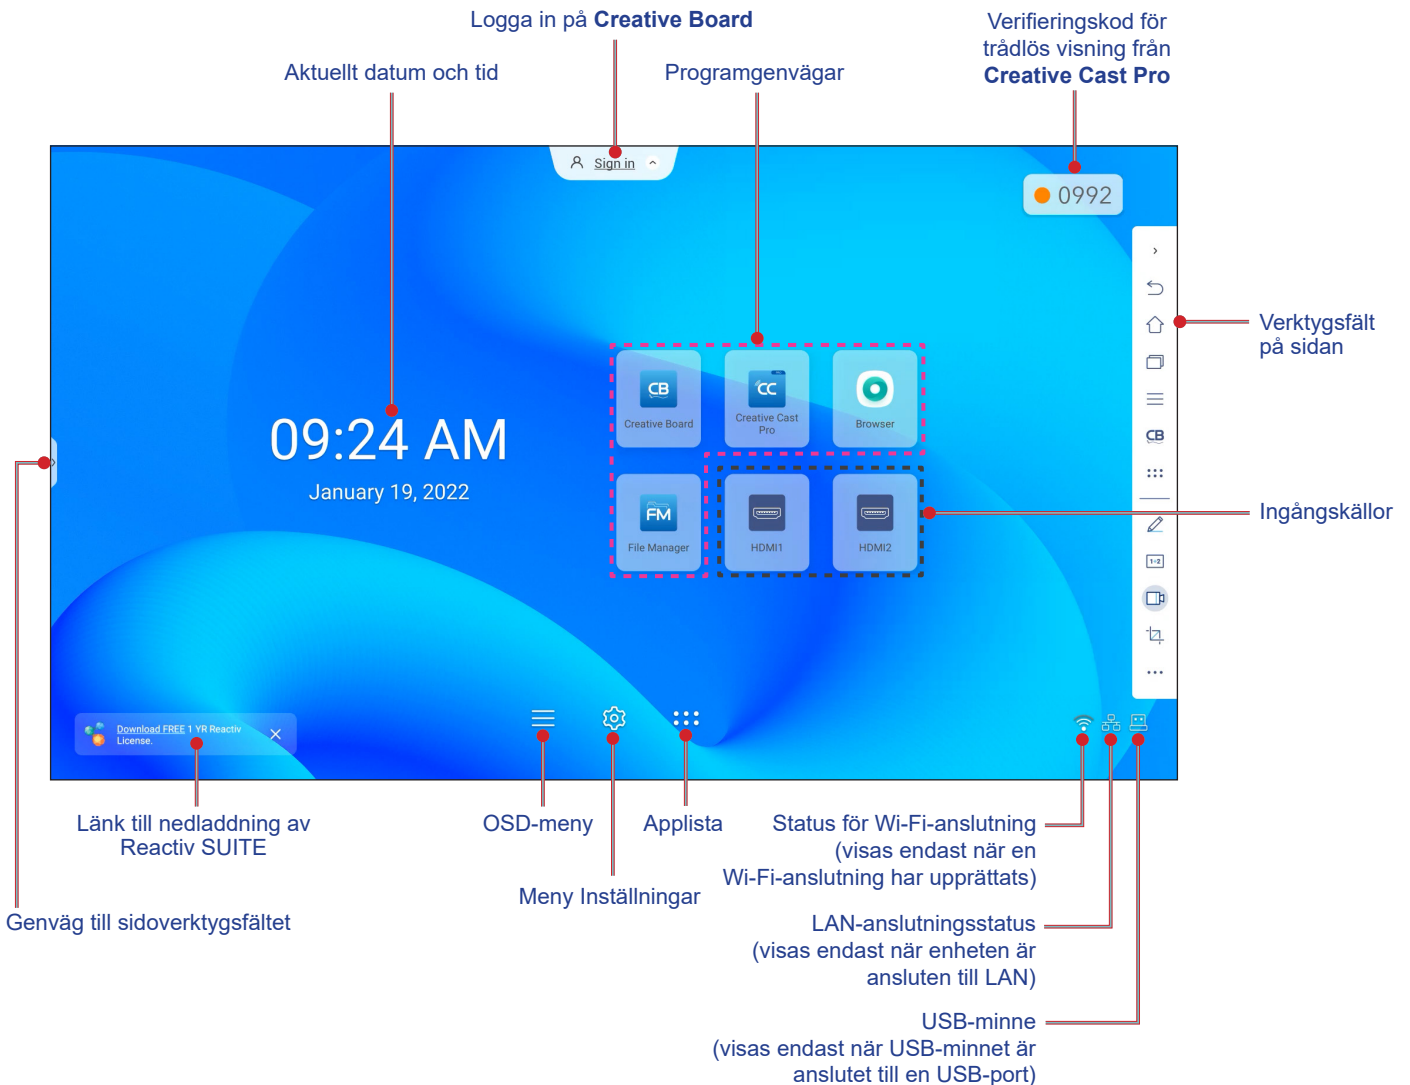 Logga in på Creative Board
Verifieringskod för
trådlös visning från
Creative Cast Pro
Aktuellt datum och tid
Programgenvägar
Sign in
0992
Verktygsfält
på sidan
CB
Creative Board
CC
Creative Cast
Pro
Browser
CB
09:24 AM
January 19, 2022
FM
File Manager
HDMI1
HDMI2
Ingångskällor
1-2
Download FREE 1 YR Reactiv
License.
Länk till nedladdning av
Reactiv SUITE
OSD-meny
Applista
Status för Wi-Fi-anslutning
(visas endast när en
Wi-Fi-anslutning har upprättats)
Meny Inställningar
Genväg till sidoverktygsfältet
LAN-anslutningsstatus
(visas endast när enheten är
ansluten till LAN)
USB-minne
(visas endast när USB-minnet är
anslutet till en USB-port)